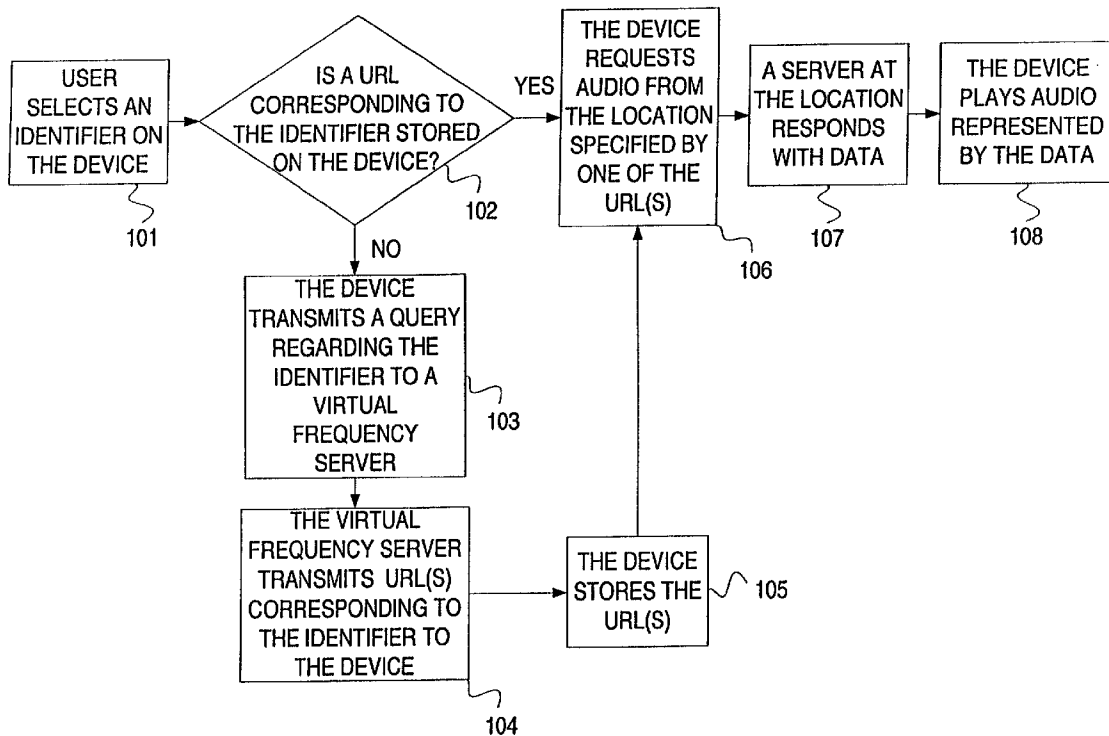 USER
SELECTS AN
IDENTIFIER ON
THE DEVICE
101
IS A URL
CORRESPONDING TO
THE IDENTIFIER STORED
ON THE DEVICE?
102
YES
NO
THE DEVICE
REQUESTS
AUDIO FROM
THE LOCATION
SPECIFIED BY
ONE OF THE
URL(S)
106
A SERVER AT
THE LOCATION
RESPONDS
WITH DATA
107
THE DEVICE
PLAYS AUDIO
REPRESENTED
BY THE DATA
108
THE DEVICE
TRANSMITS A QUERY
REGARDING THE
IDENTIFIER TO A
VIRTUAL
FREQUENCY
SERVER
103
THE VIRTUAL
FREQUENCY SERVER
TRANSMITS URL(S)
CORRESPONDING TO
THE IDENTIFIER TO
THE DEVICE
104
THE DEVICE
STORES THE
URL(S)
105